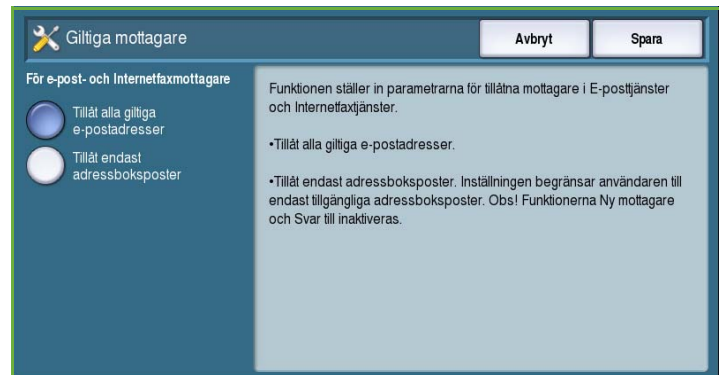 Giltiga mottagare
Avbryt
Spara
För e-post- och Internetfaxmottagare
Tillåt alla giltiga
e-postadresser
Tillåt endast
adressboksposter
Funktionen ställer in parametrarna för tillåtna mottagare i E-posttjänster
och Internetfaxtjänster.
•Tillåt alla giltiga e-postadresser.
•Tillåt endast adressboksposter. Inställningen begränsar användaren till
endast tillgängliga adressboksposter. Obs! Funktionerna Ny mottagare
och Svar till inaktiveras.